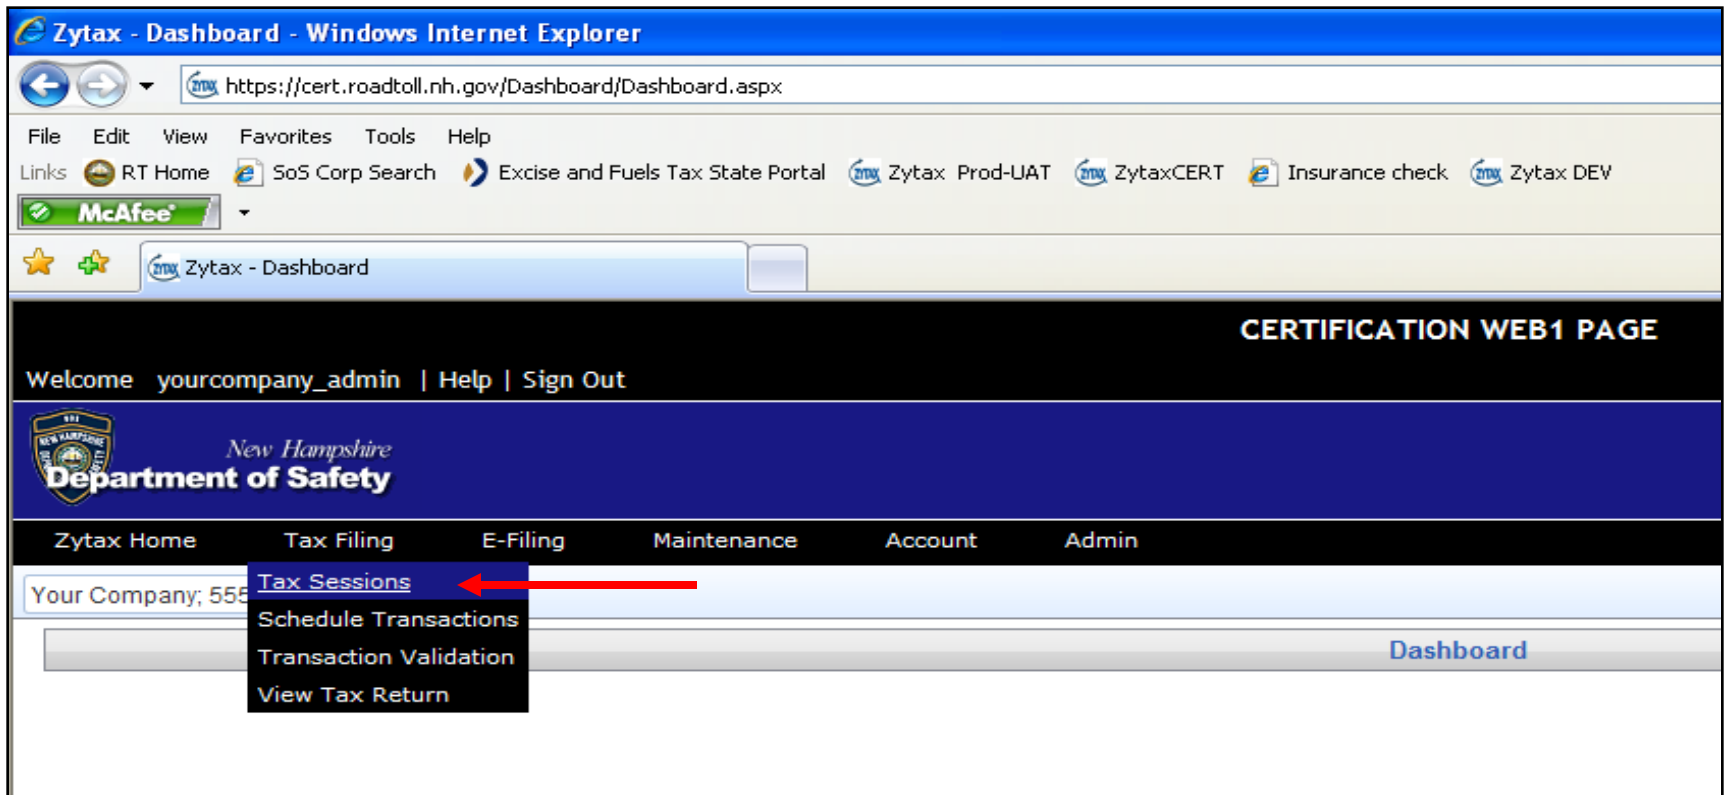 Zytax - Dashboard - Windows Internet Explorer
https://cert.roadtoll.nh.gov/Dashboard/Dashboard.aspx
File Edit View Favorites Tools Help
Links RT Home SoS Corp Search Excise and Fuels Tax State Portal Zytax Prod-UAT ZytaxCERT Insurance check Zytax DEV
McAfee
Zytax - Dashboard
CERTIFICATION WEB1 PAGE
Welcome yourcompany_admin | Help | Sign Out
New Hampshire
Department of Safety
Zytax Home Tax Filing E-Filing Maintenance Account Admin
Your Company; 555
Tax Sessions
Schedule Transactions
Transaction Validation
View Tax Return
Dashboard